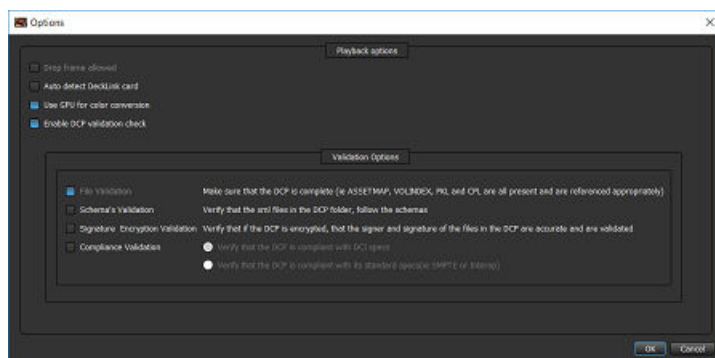 Options
Playback options
Drop frame allowed
Auto detect DeckLink card
Use GPU for color conversion
Enable DCP validation check
Validation Options
File Validation Make sure that the DCP is complete (ie ASSETMAP, VOLINDEX, PKL and CPL are all present and are referenced appropriately)
Schema's Validation Verify that the xml files in the DCP folder, follow the schemas
Signature Encryption Validation Verify that if the DCP is encrypted, that the signer and signature of the files in the DCP are accurate and are validated
Compliance Validation Verify that the DCP is compliant with DCI specs
Verify that the DCP is compliant with its standard specs(ie SMPTE or Interop)
OK Cancel